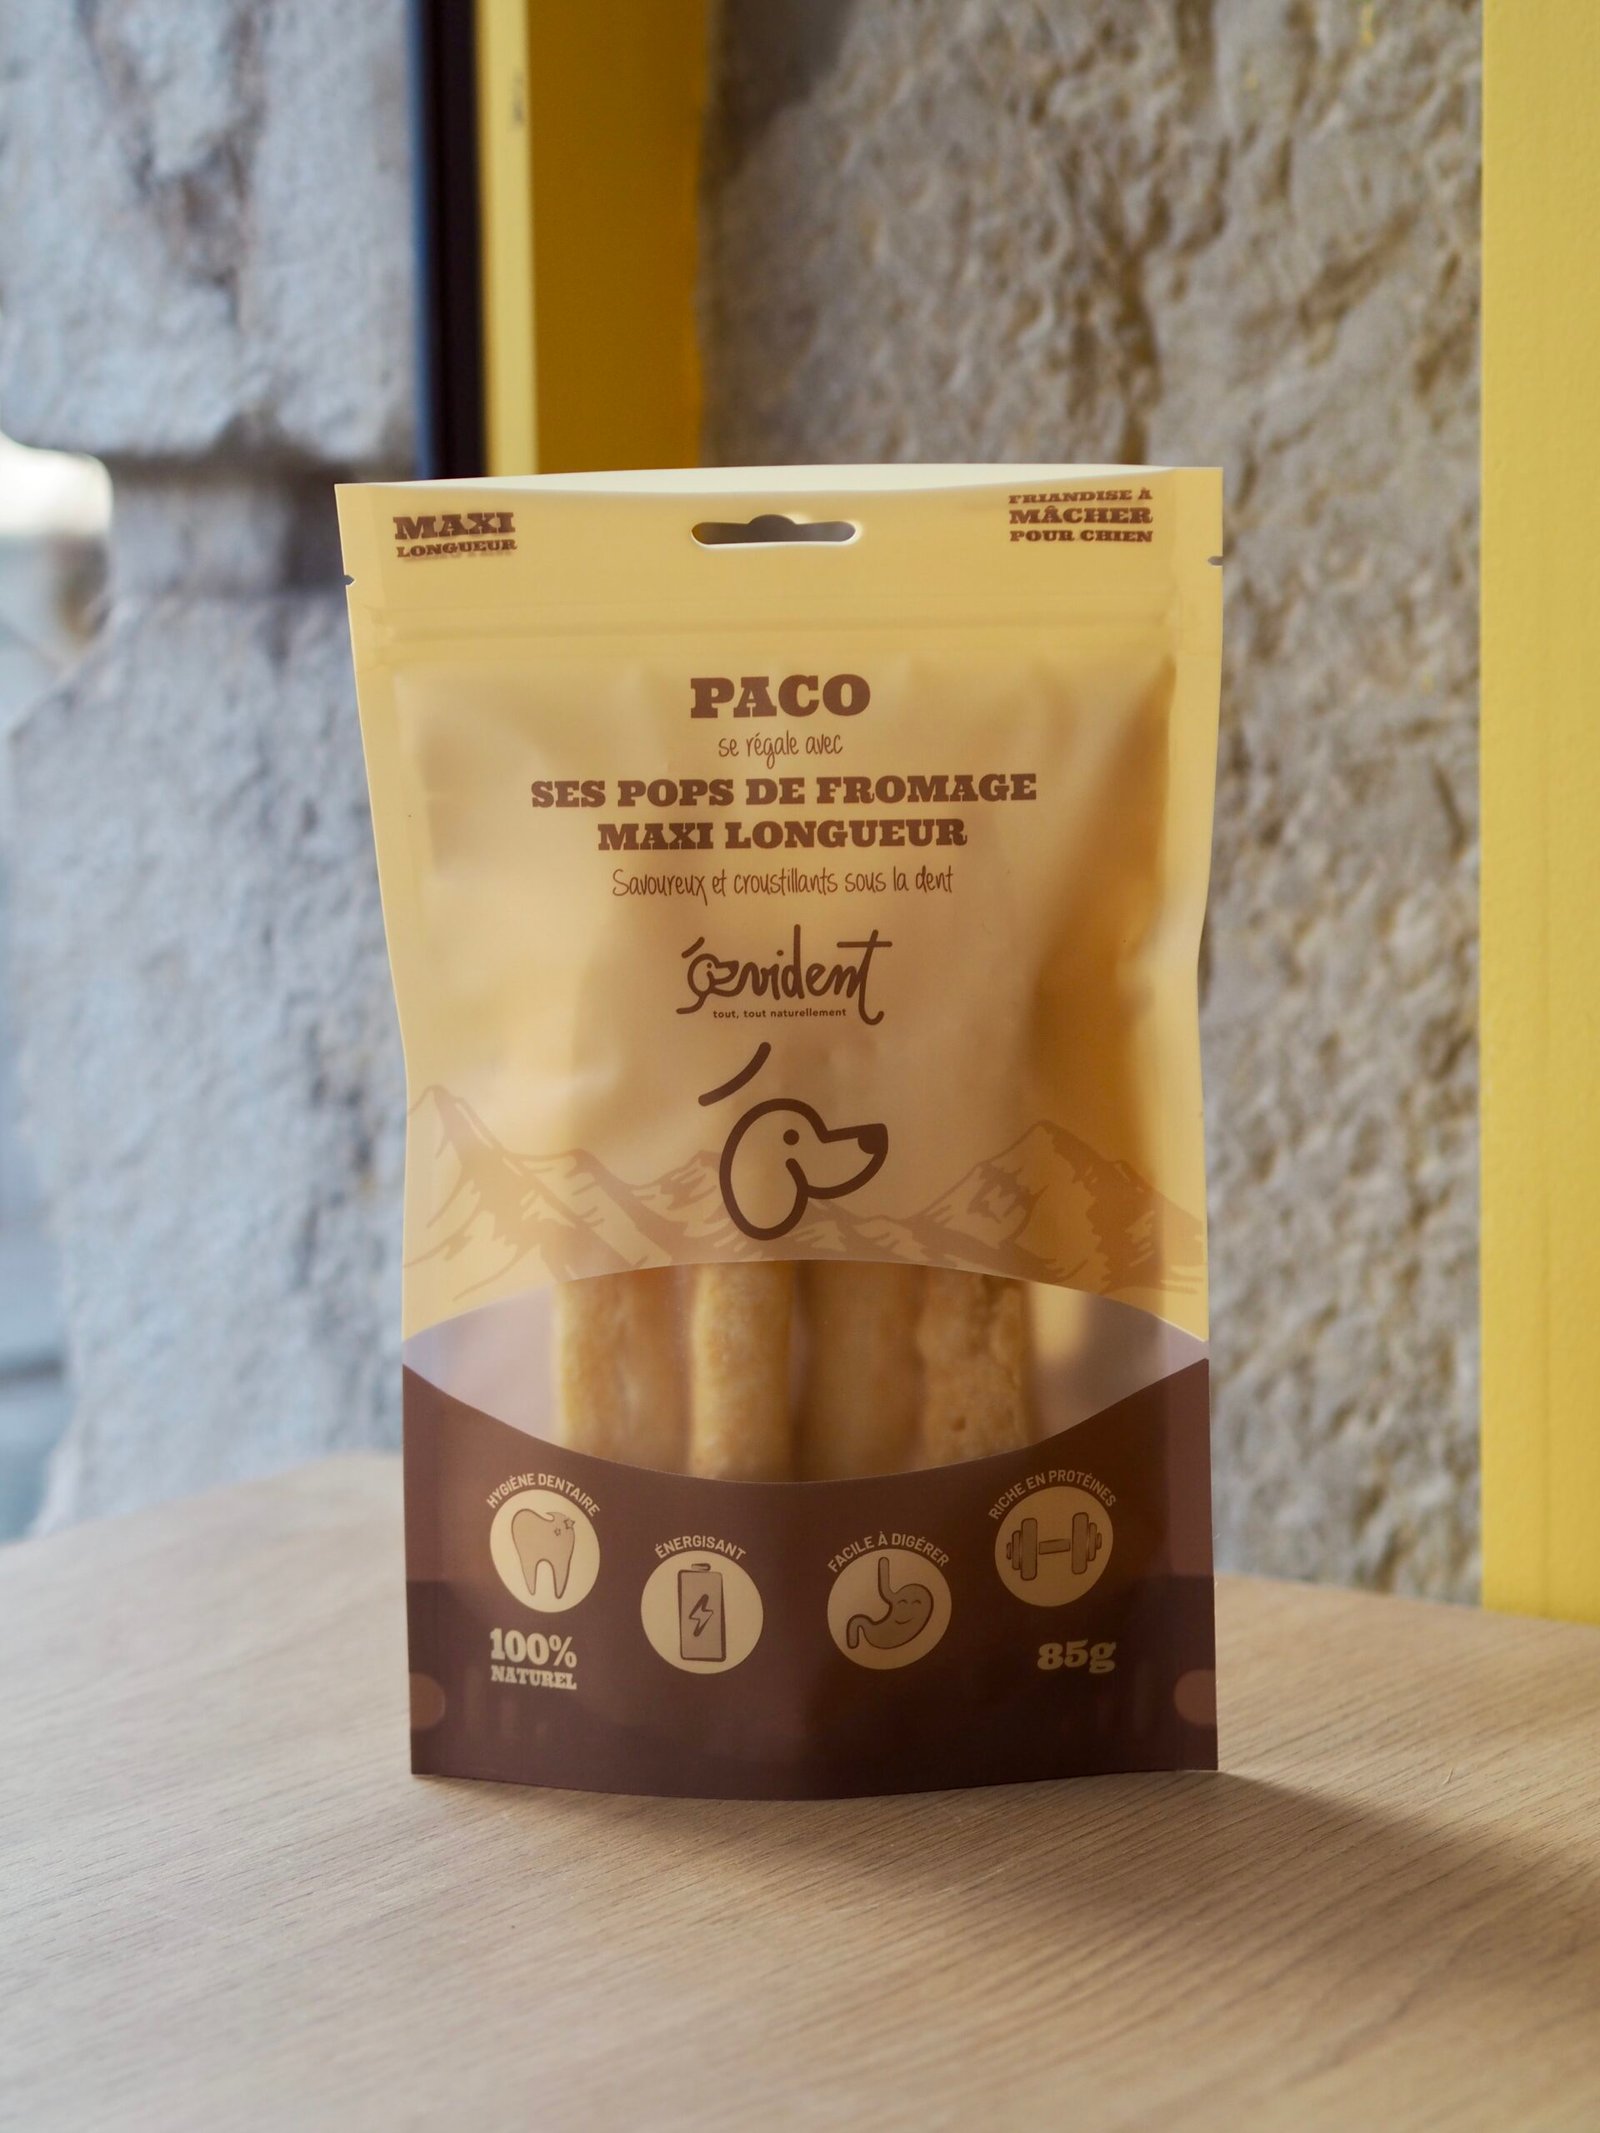 MAXI
LONGUEUR
FRIANDISE À
MÂCHER
POUR CHIEN
PACO
se régale avec
SES POPS DE FROMAGE
MAXI LONGUEUR
Savoureux et croustillants sous la dent
évident
tout, tout naturellement
HYGIÈNE DENTAIRE
ÉNERGISANT
FACILE À DIGÉRER
RICHE EN PROTÉINES
100%
NATUREL
85g